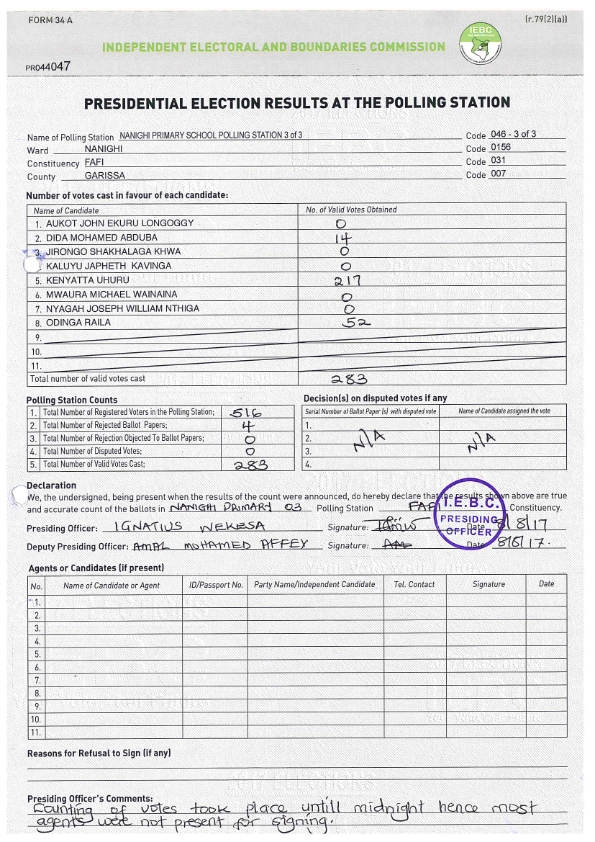 FORM 34 A
(r.79(2)(a))
INDEPENDENT ELECTORAL AND BOUNDARIES COMMISSION
IEBC
PRO44047
PRESIDENTIAL ELECTION RESULTS AT THE POLLING STATION
Name of Polling Station NANIGHI PRIMARY SCHOOL POLLING STATION 3 of 3 Code 046 - 3 of 3
Ward NANIGHI Code 0156
Constituency FAFI Code 031
County GARISSA Code 007
Number of votes cast in favour of each candidate:
Name of Candidate No. of Valid Votes Obtained
1. AUKOT JOHN EKURU LONGOGGY 0
2. DIDA MOHAMED ABDUBA 14
3. JIRONGO SHAKHALAGA KHWA 0
KALUYU JAPHETH KAVINGA 0
5. KENYATTA UHURU 217
6. MWAURA MICHAEL WAINAINA 0
7. NYAGAH JOSEPH WILLIAM NTHIGA 0
8. ODINGA RAILA 52
9.
10.
11.
Total number of valid votes cast 283
Polling Station Counts
1. Total Number of Registered Voters in the Polling Station; 516
2. Total Number of Rejected Ballot Papers; 4
3. Total Number of Rejection Objected To Ballot Papers; 0
4. Total Number of Disputed Votes; 0
5. Total Number of Valid Votes Cast; 283
Decision(s) on disputed votes if any
Serial Number of Ballot Paper (s) with disputed vote Name of Candidate assigned the vote
1.
2. N/A N/A
3.
4.
Declaration
We, the undersigned, being present when the results of the count were announced, do hereby declare that the results shown above are true
and accurate count of the ballots in NANIGHI PRIMARY 03 Polling Station FAFI Constituency.
I.E.B.C.
PRESIDING
OFFICER
Presiding Officer: IGNATIUS WEKESA Signature: Date 8/8/17
Deputy Presiding Officer: AMAL MOHAMED AFFEY Signature: Date 8/8/17.
Agents or Candidates (if present)
No. Name of Candidate or Agent ID/Passport No. Party Name/Independent Candidate Tel. Contact Signature Date
1.
2.
3.
4.
5.
6.
7.
8.
9.
10.
11.
Reasons for Refusal to Sign (if any)
Presiding Officer's Comments:
Counting of votes took place untill midnight hence most
agents were not present for signing.